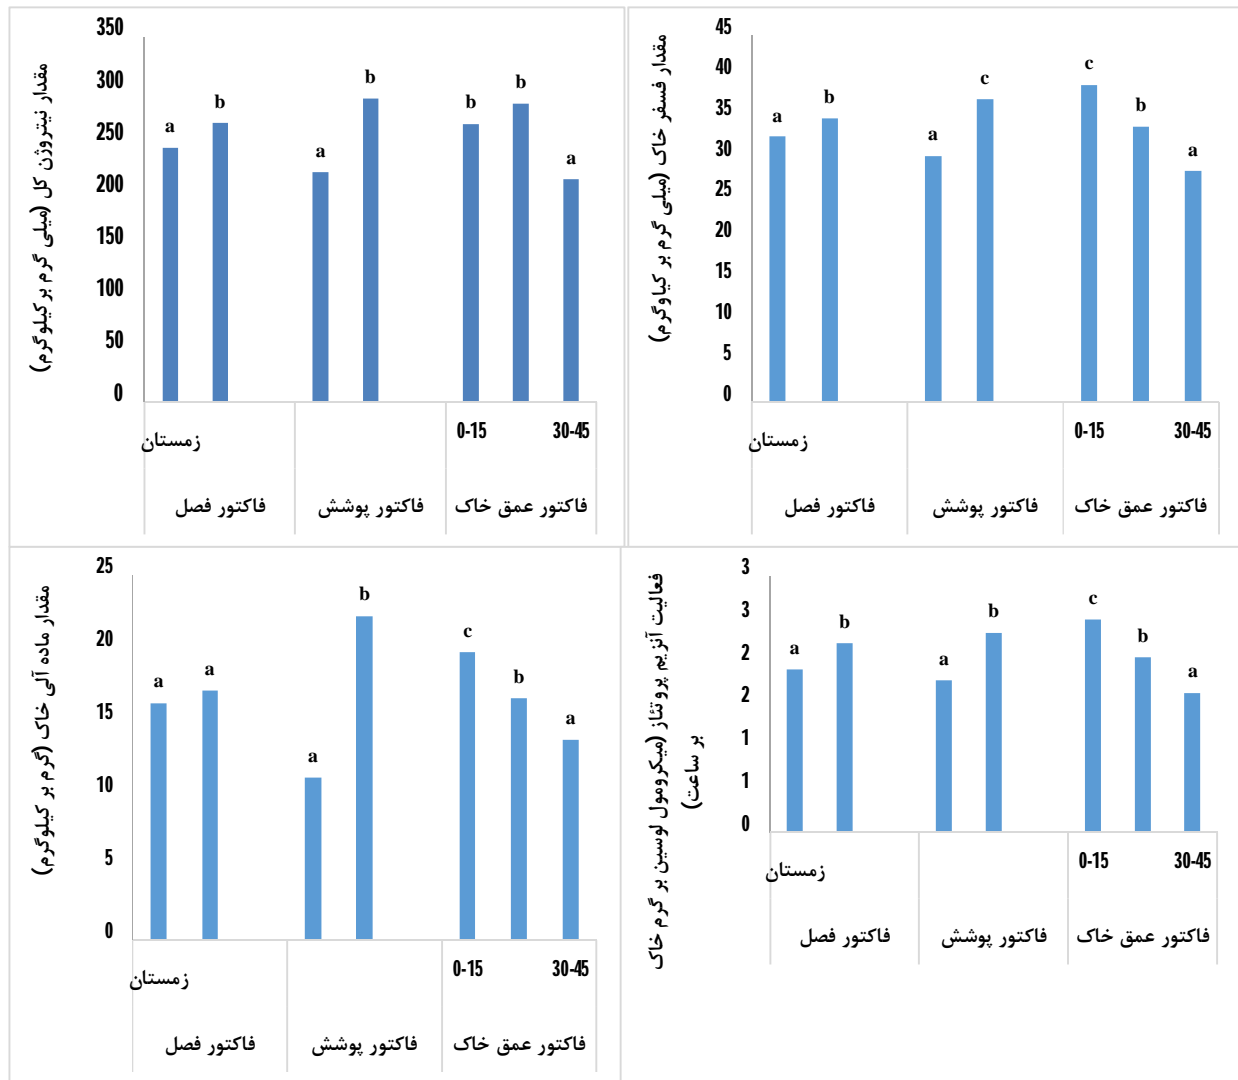 مقدار نیتروژن کل (میلی گرم برکیلوگرم)
350
300
250
200
150
100
50
0
a
b
a
b
b
b
a
زمستان
0-15
30-45
فاکتور فصل
فاکتور پوشش
فاکتور عمق خاک
مقدار فسفر خاک (میلی گرم بر کیاوگرم)
45
40
35
30
25
20
15
10
5
0
a
b
a
c
c
b
a
زمستان
0-15
30-45
فاکتور فصل
فاکتور پوشش
فاکتور عمق خاک
مقدار ماده آلی خاک (گرم بر کیلوگرم)
25
20
15
10
5
0
a
a
a
b
c
b
a
زمستان
0-15
30-45
فاکتور فصل
فاکتور پوشش
فاکتور عمق خاک
فعالیت آنزیم پروتئاز (میکرومول لوسین بر گرم خاک
بر ساعت)
3
3
2
2
1
1
0
a
b
a
b
c
b
a
زمستان
0-15
30-45
فاکتور فصل
فاکتور پوشش
فاکتور عمق خاک